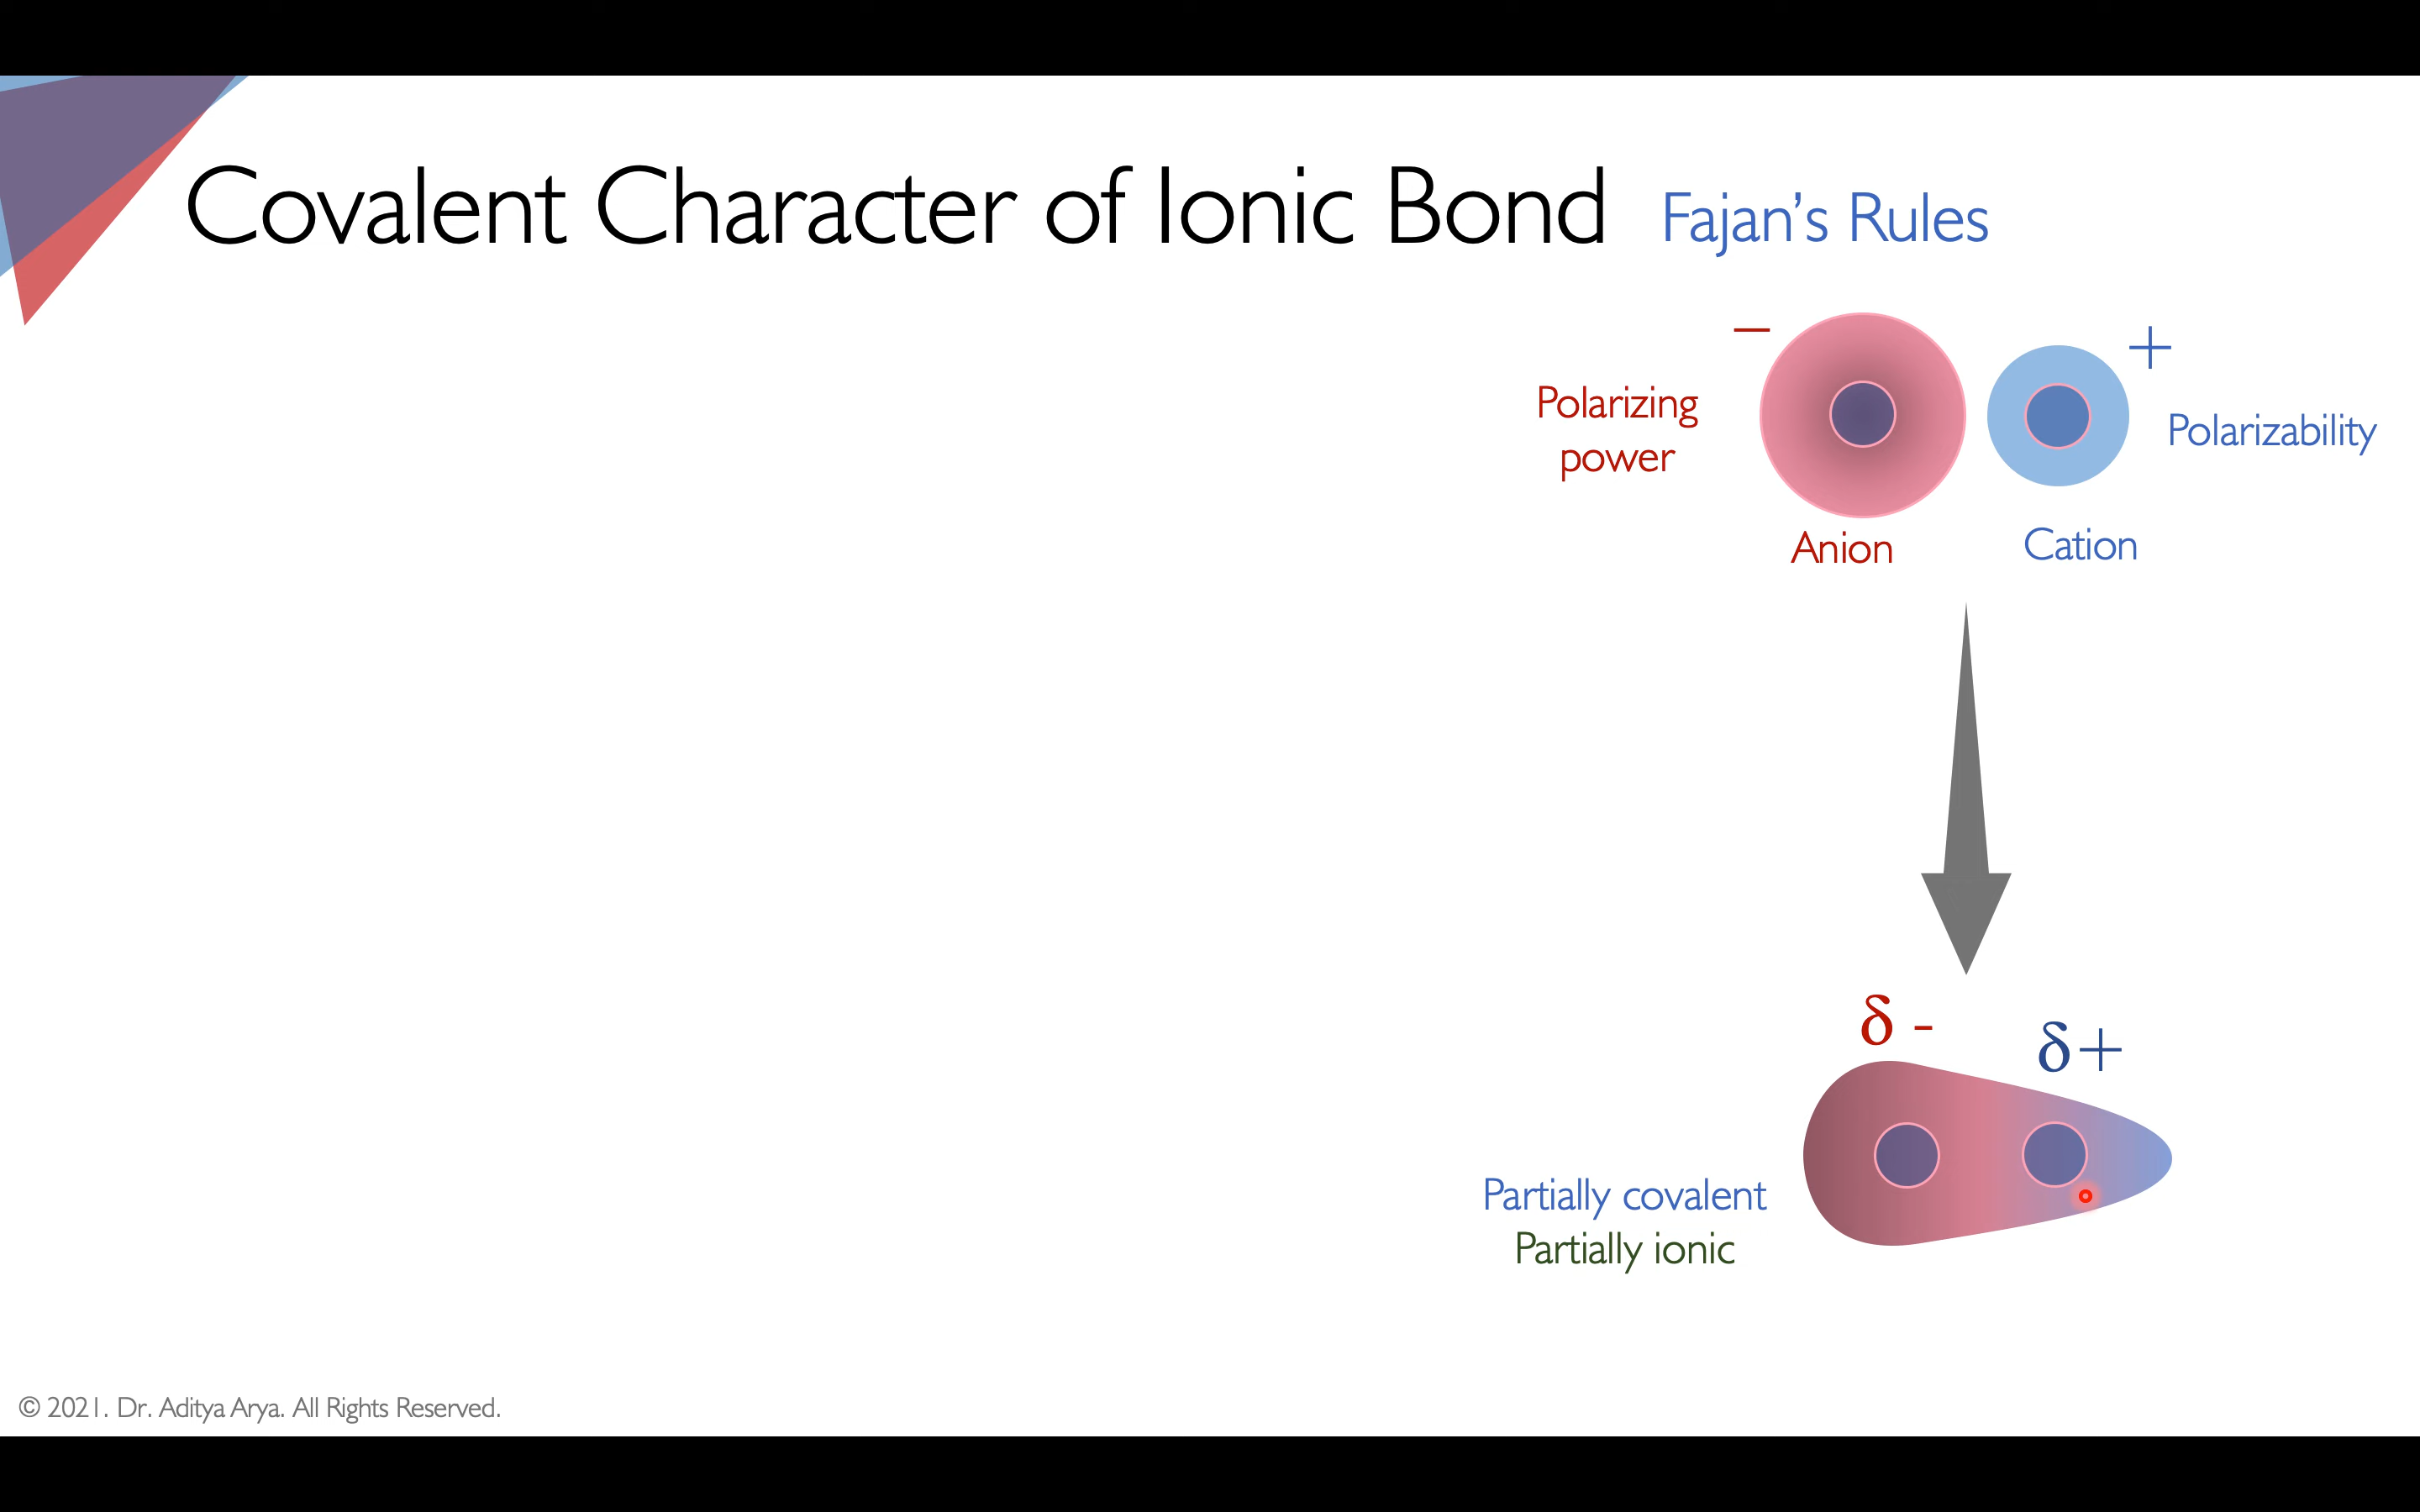 Covalent Character of Ionic Bond Fajan's Rules
−
+
Polarizing
power
Polarizability
Anion
Cation
δ -
δ+
Partially covalent
Partially ionic
© 2021. Dr. Aditya Arya. All Rights Reserved.